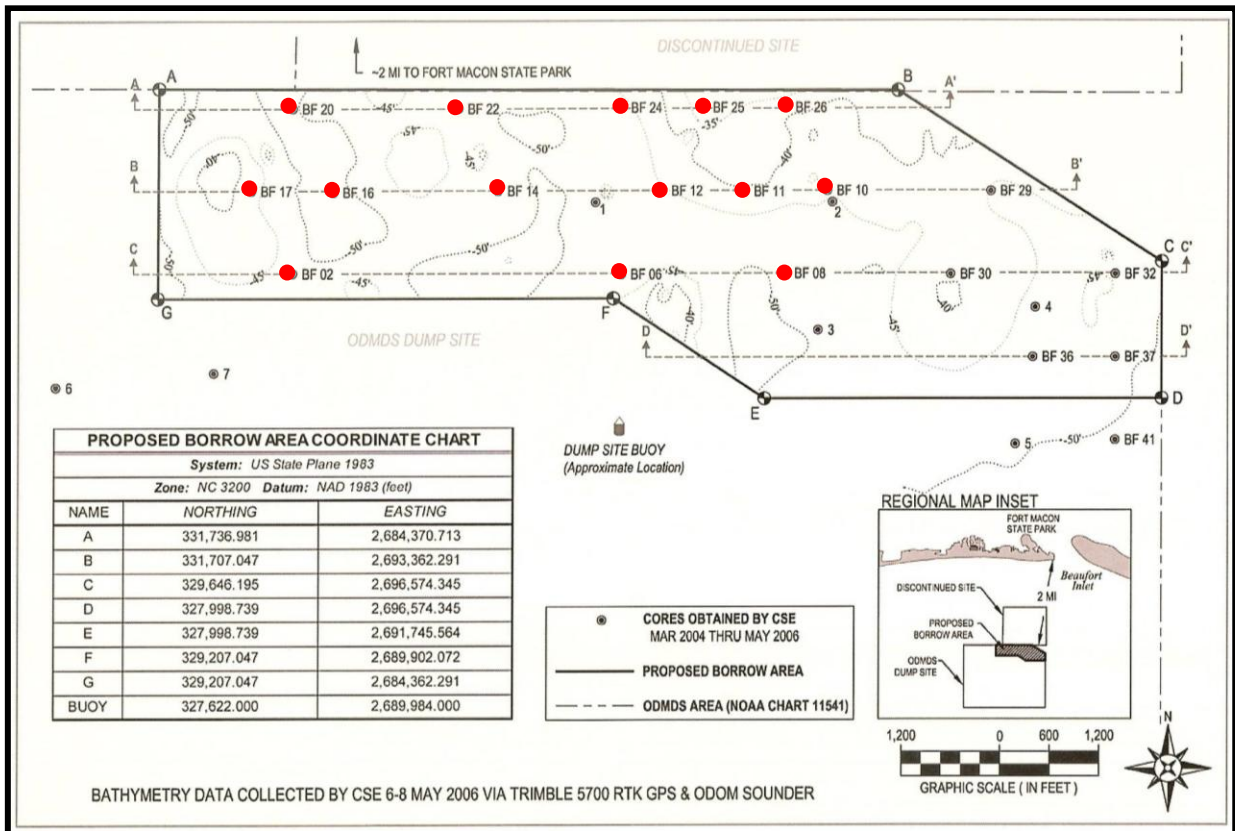 DISCONTINUED SITE
~2 MI TO FORT MACON STATE PARK
A
B
A
A'
BF 20
BF 22
BF 24
BF 25
BF 26
-50'
-45'
-45'
-50'
-35'
-40'
-40'
-45'
B
B'
BF 17
BF 16
BF 14
BF 12
BF 11
BF 10
BF 29
1
2
-50'
-50'
C
C
C'
-50'
-45'
BF 02
-45'
BF 06
-45'
BF 08
BF 30
BF 32
-45'
G
F
-40'
-50'
-40'
4
-45'
3
ODMDS DUMP SITE
D
D'
BF 36
BF 37
6
7
E
D
DUMP SITE BUOY
(Approximate Location)
5
-50'
BF 41
PROPOSED BORROW AREA COORDINATE CHART
System: US State Plane 1983
Zone: NC 3200 Datum: NAD 1983 (feet)
NAME NORTHING EASTING
A 331,736.981 2,684,370.713
B 331,707.047 2,693,362.291
C 329,646.195 2,696,574.345
D 327,998.739 2,696,574.345
E 327,998.739 2,691,745.564
F 329,207.047 2,689,902.072
G 329,207.047 2,684,362.291
BUOY 327,622.000 2,689,984.000
CORES OBTAINED BY CSE
MAR 2004 THRU MAY 2006
PROPOSED BORROW AREA
ODMDS AREA (NOAA CHART 11541)
REGIONAL MAP INSET
FORT MACON
STATE PARK
Beaufort
Inlet
DISCONTINUED SITE
2 MI
PROPOSED
BORROW AREA
ODMDS
DUMP SITE
1,200 0 600 1,200
GRAPHIC SCALE ( IN FEET )
N
BATHYMETRY DATA COLLECTED BY CSE 6-8 MAY 2006 VIA TRIMBLE 5700 RTK GPS & ODOM SOUNDER